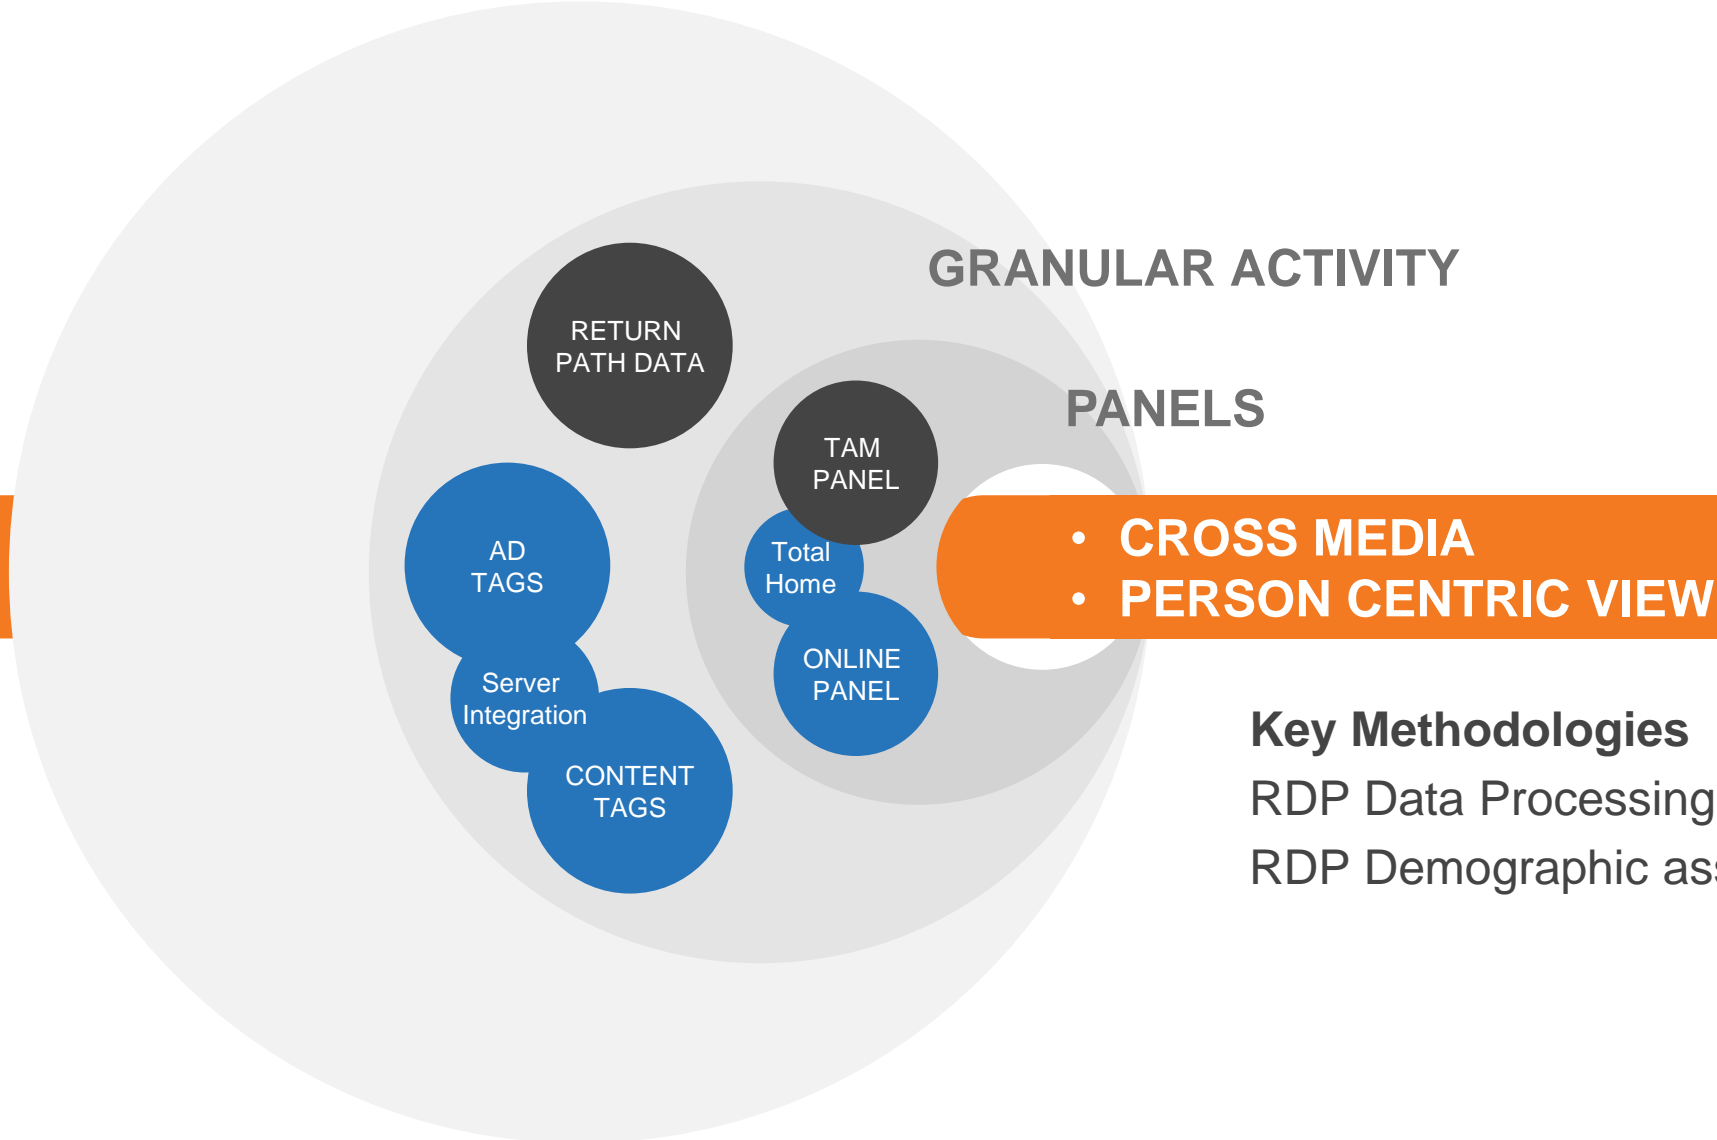 GRANULAR ACTIVITY
RETURN
PATH DATA
PANELS
TAM
PANEL
• CROSS MEDIA
• PERSON CENTRIC VIEW
AD
TAGS
Total
Home
ONLINE
PANEL
Server
Integration
CONTENT
TAGS
Key Methodologies
RDP Data Processing
RDP Demographic